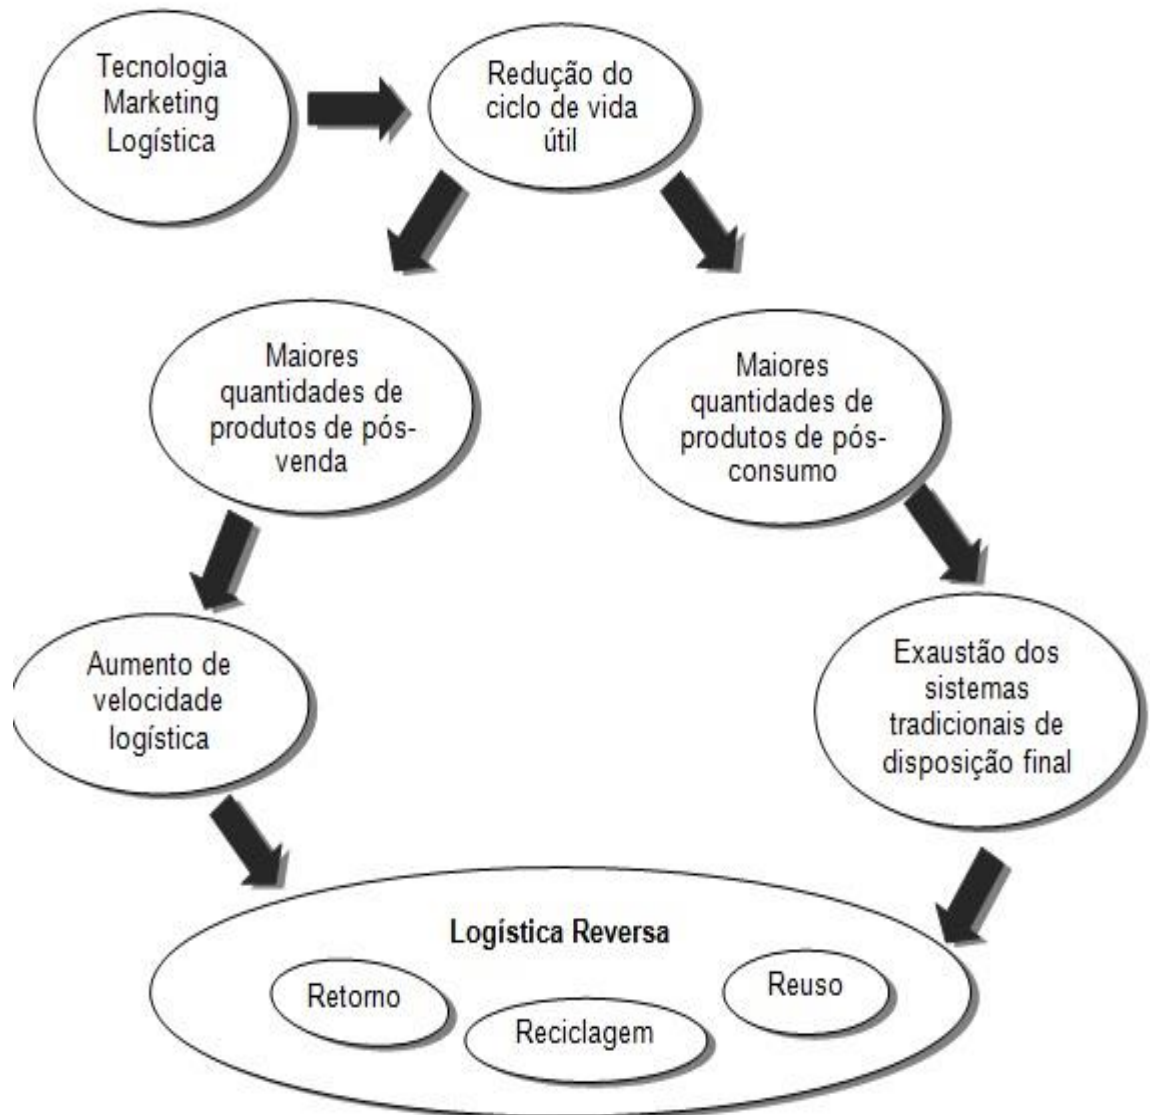 Tecnologia
Marketing
Logística
Redução do
ciclo de vida
útil
Maiores
quantidades de
produtos de pós-
venda
Maiores
quantidades de
produtos de pós-
consumo
Aumento de
velocidade
logística
Exaustão dos
sistemas
tradicionais de
disposição final
Logística Reversa
Retorno
Reciclagem
Reuso